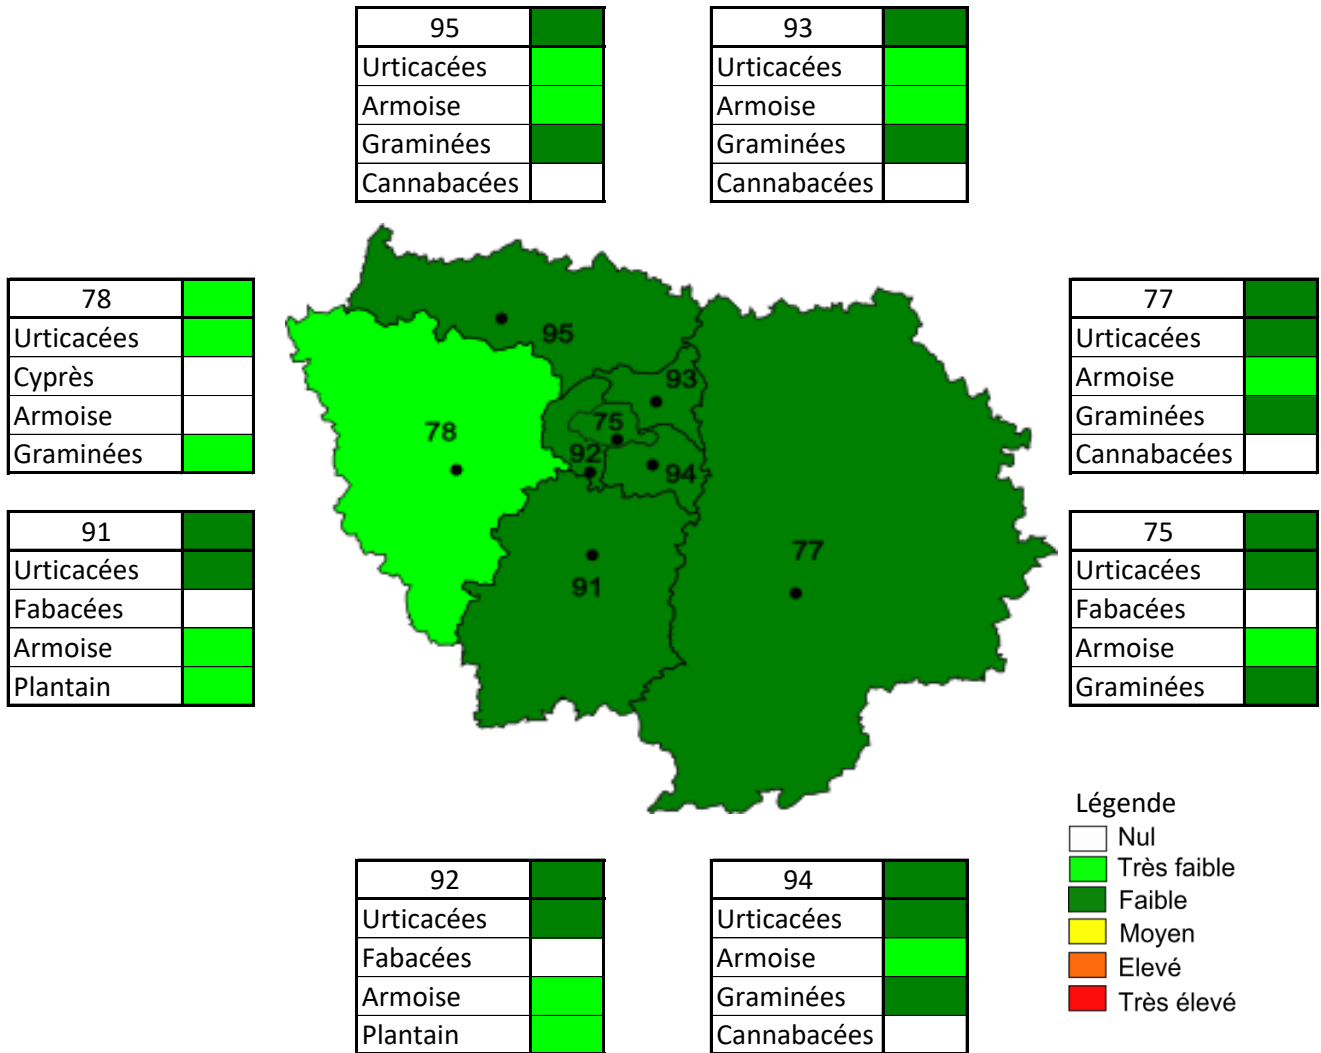 95
Urticacées
Armoise
Graminées
Cannabacées
93
Urticacées
Armoise
Graminées
Cannabacées
78
Urticacées
Cyprès
Armoise
Graminées
91
Urticacées
Fabacées
Armoise
Plantain
95
93
75
78
92
94
77
91
77
Urticacées
Armoise
Graminées
Cannabacées
75
Urticacées
Fabacées
Armoise
Graminées
92
Urticacées
Fabacées
Armoise
Plantain
94
Urticacées
Armoise
Graminées
Cannabacées
Légende
Nul
Très faible
Faible
Moyen
Elevé
Très élevé